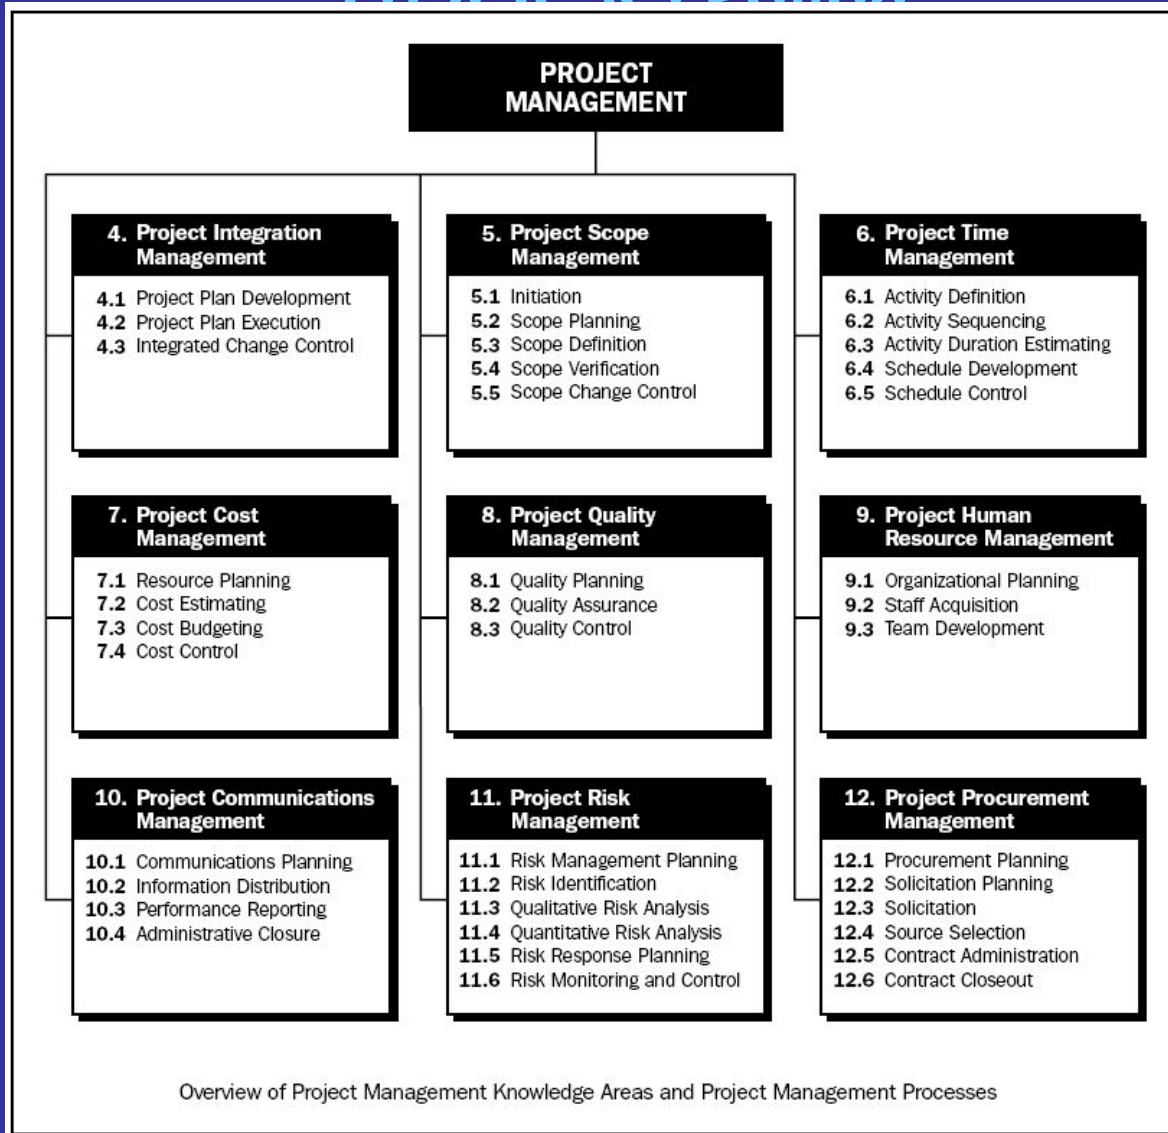 PROJECT
MANAGEMENT
4. Project Integration
Management
4.1 Project Plan Development
4.2 Project Plan Execution
4.3 Integrated Change Control
5. Project Scope
Management
5.1 Initiation
5.2 Scope Planning
5.3 Scope Definition
5.4 Scope Verification
5.5 Scope Change Control
6. Project Time
Management
6.1 Activity Definition
6.2 Activity Sequencing
6.3 Activity Duration Estimating
6.4 Schedule Development
6.5 Schedule Control
7. Project Cost
Management
7.1 Resource Planning
7.2 Cost Estimating
7.3 Cost Budgeting
7.4 Cost Control
8. Project Quality
Management
8.1 Quality Planning
8.2 Quality Assurance
8.3 Quality Control
9. Project Human
Resource Management
9.1 Organizational Planning
9.2 Staff Acquisition
9.3 Team Development
10. Project Communications
Management
10.1 Communications Planning
10.2 Information Distribution
10.3 Performance Reporting
10.4 Administrative Closure
11. Project Risk
Management
11.1 Risk Management Planning
11.2 Risk Identification
11.3 Qualitative Risk Analysis
11.4 Quantitative Risk Analysis
11.5 Risk Response Planning
11.6 Risk Monitoring and Control
12. Project Procurement
Management
12.1 Procurement Planning
12.2 Solicitation Planning
12.3 Solicitation
12.4 Source Selection
12.5 Contract Administration
12.6 Contract Closeout
Overview of Project Management Knowledge Areas and Project Management Processes